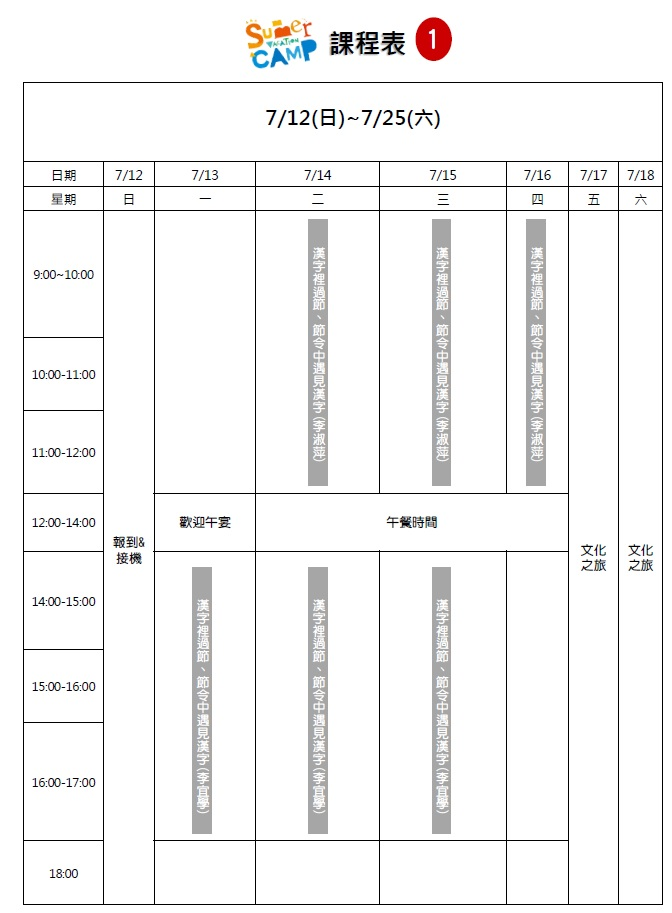 Summer
VACATION
CAMP
課程表 1
7/12(日)~7/25(六)
日期 7/12 7/13 7/14 7/15 7/16 7/17 7/18
星期 日 一 二 三 四 五 六
9:00~10:00
漢字裡過節、節令中遇見漢字(李淑萍)
漢字裡過節、節令中遇見漢字(李淑萍)
漢字裡過節、節令中遇見漢字(李淑萍)
10:00-11:00
11:00-12:00
12:00-14:00
歡迎午宴
午餐時間
報到&
接機
文化
之旅
文化
之旅
14:00-15:00
漢字裡過節、節令中遇見漢字(李宜學)
漢字裡過節、節令中遇見漢字(李宜學)
漢字裡過節、節令中遇見漢字(李宜學)
15:00-16:00
16:00-17:00
18:00